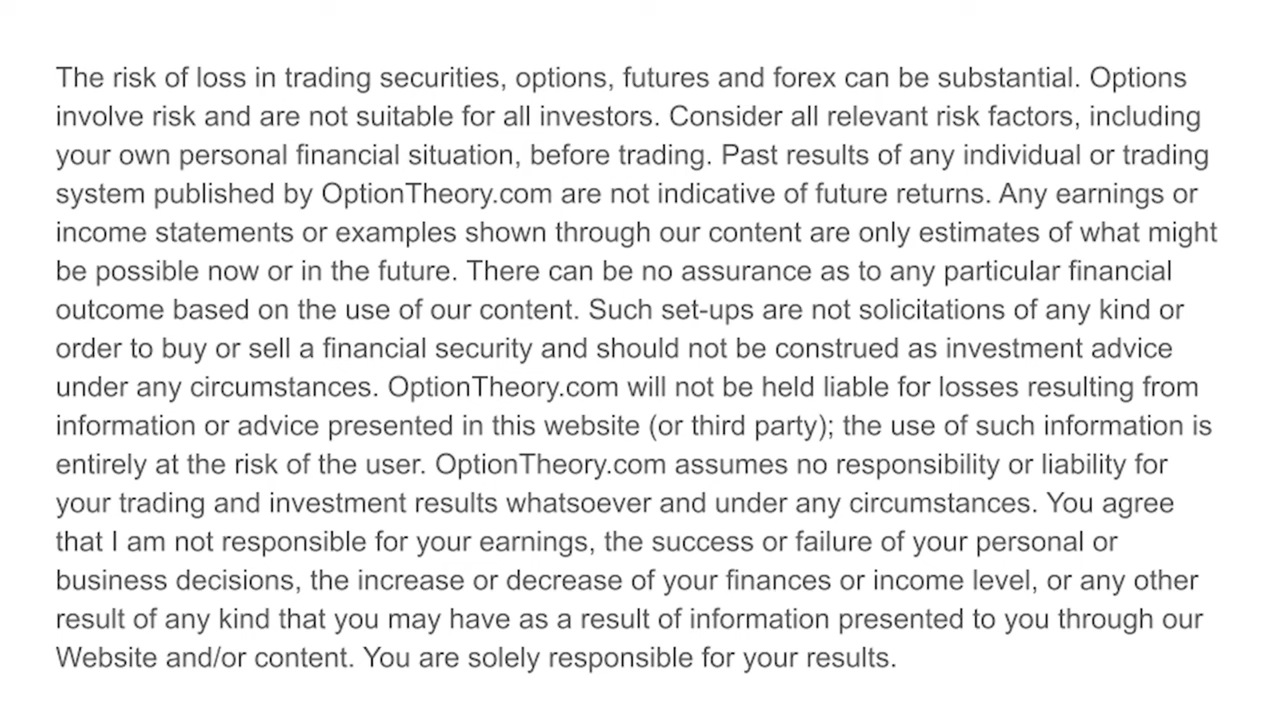 The risk of loss in trading securities, options, futures and forex can be substantial. Options
involve risk and are not suitable for all investors. Consider all relevant risk factors, including
your own personal financial situation, before trading. Past results of any individual or trading
system published by OptionTheory.com are not indicative of future returns. Any earnings or
income statements or examples shown through our content are only estimates of what might
be possible now or in the future. There can be no assurance as to any particular financial
outcome based on the use of our content. Such set-ups are not solicitations of any kind or
order to buy or sell a financial security and should not be construed as investment advice
under any circumstances. OptionTheory.com will not be held liable for losses resulting from
information or advice presented in this website (or third party); the use of such information is
entirely at the risk of the user. OptionTheory.com assumes no responsibility or liability for
your trading and investment results whatsoever and under any circumstances. You agree
that I am not responsible for your earnings, the success or failure of your personal or
business decisions, the increase or decrease of your finances or income level, or any other
result of any kind that you may have as a result of information presented to you through our
Website and/or content. You are solely responsible for your results.